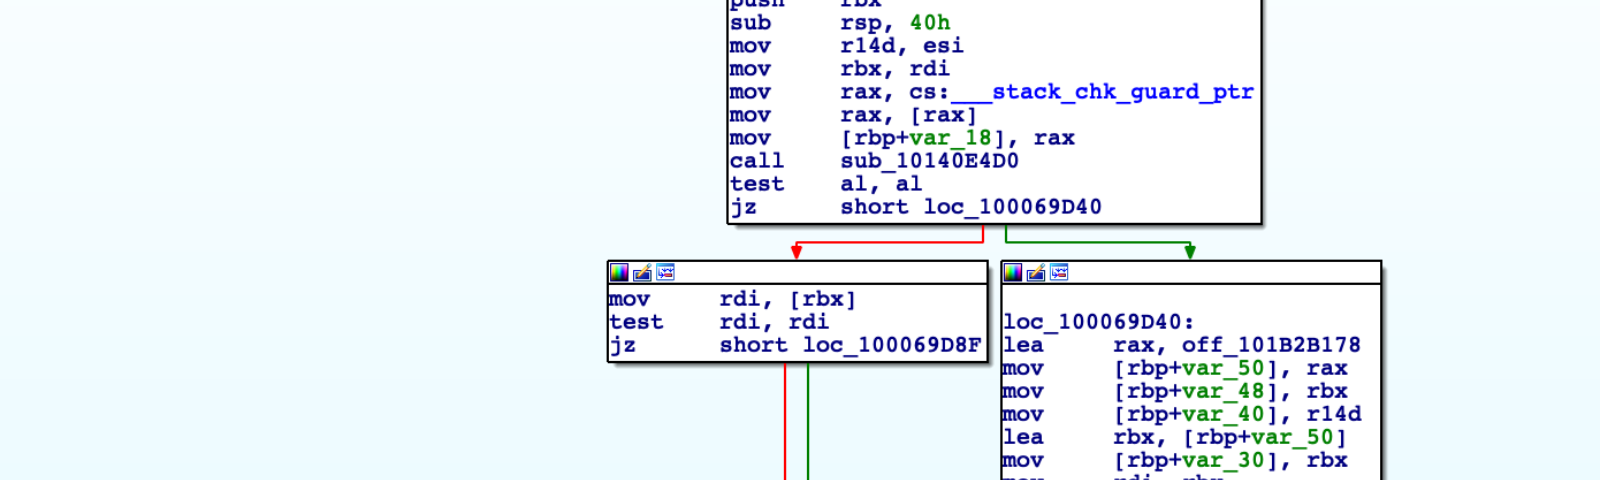 push rbx
sub rsp, 40h
mov r14d, esi
mov rbx, rdi
mov rax, cs:___stack_chk_guard_ptr
mov rax, [rax]
mov [rbp+var_18], rax
call sub_10140E4D0
test al, al
jz short loc_100069D40
mov rdi, [rbx]
test rdi, rdi
jz short loc_100069D8F
loc_100069D40:
lea rax, off_101B2B178
mov [rbp+var_50], rax
mov [rbp+var_48], rbx
mov [rbp+var_40], r14d
lea rbx, [rbp+var_50]
mov [rbp+var_30], rbx